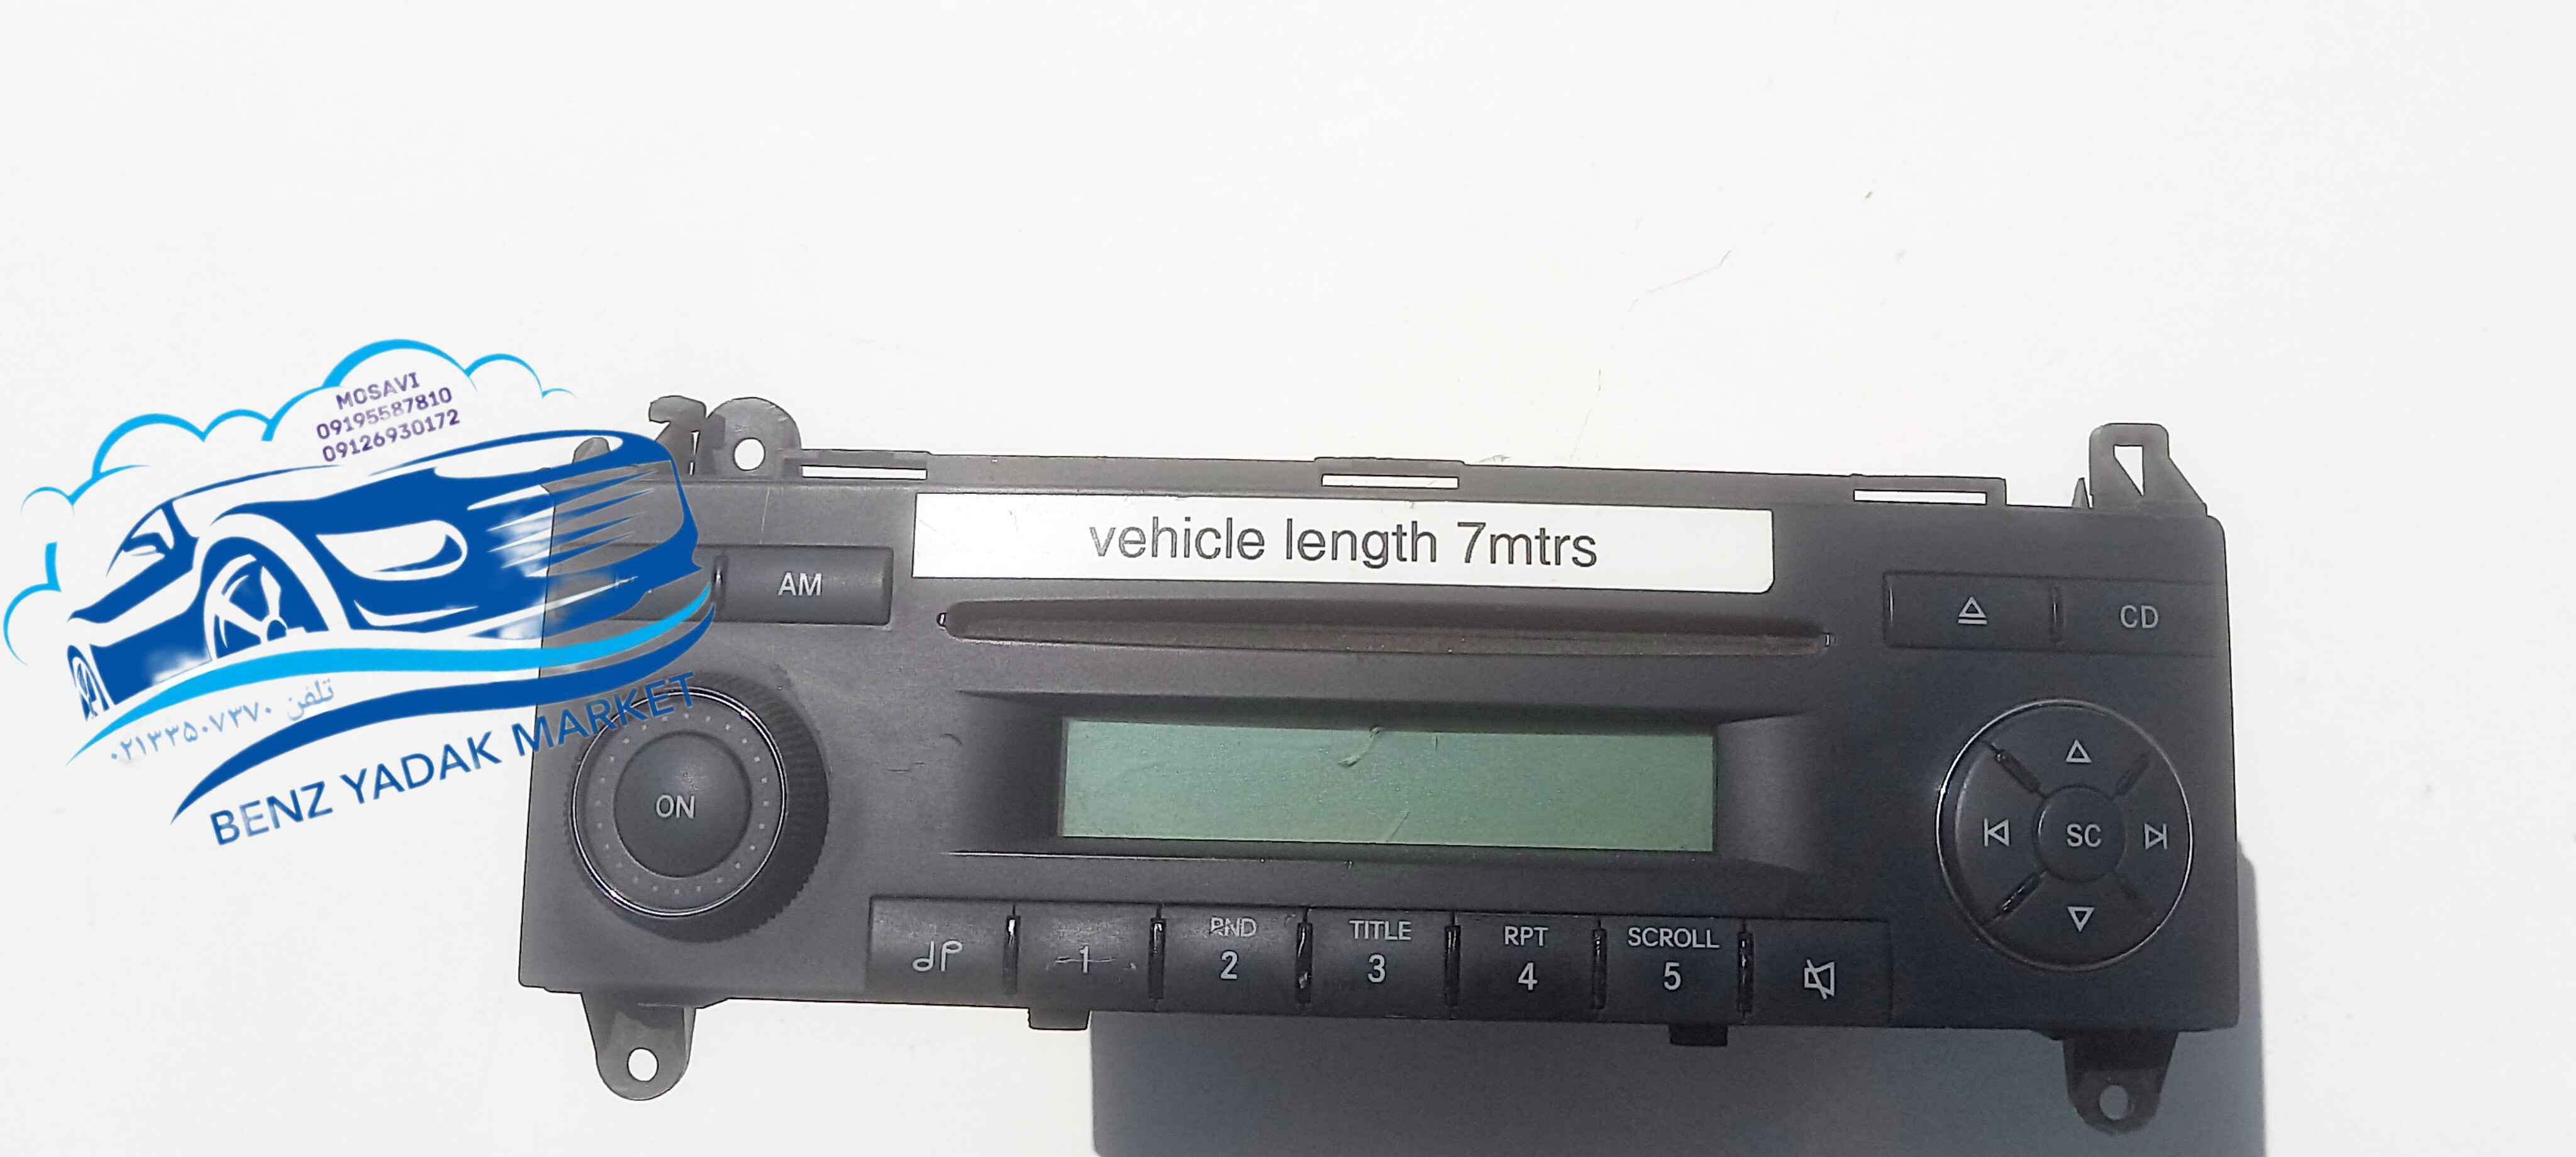 MOSAVI
09195587810
09126930172
تلفن ۰۲۱۳۳۵۰۷۳۷۰
BENZ YADAK MARKET
vehicle length 7mtrs
AM
CD
ON
SC
1
RND
2
TITLE
3
RPT
4
SCROLL
5